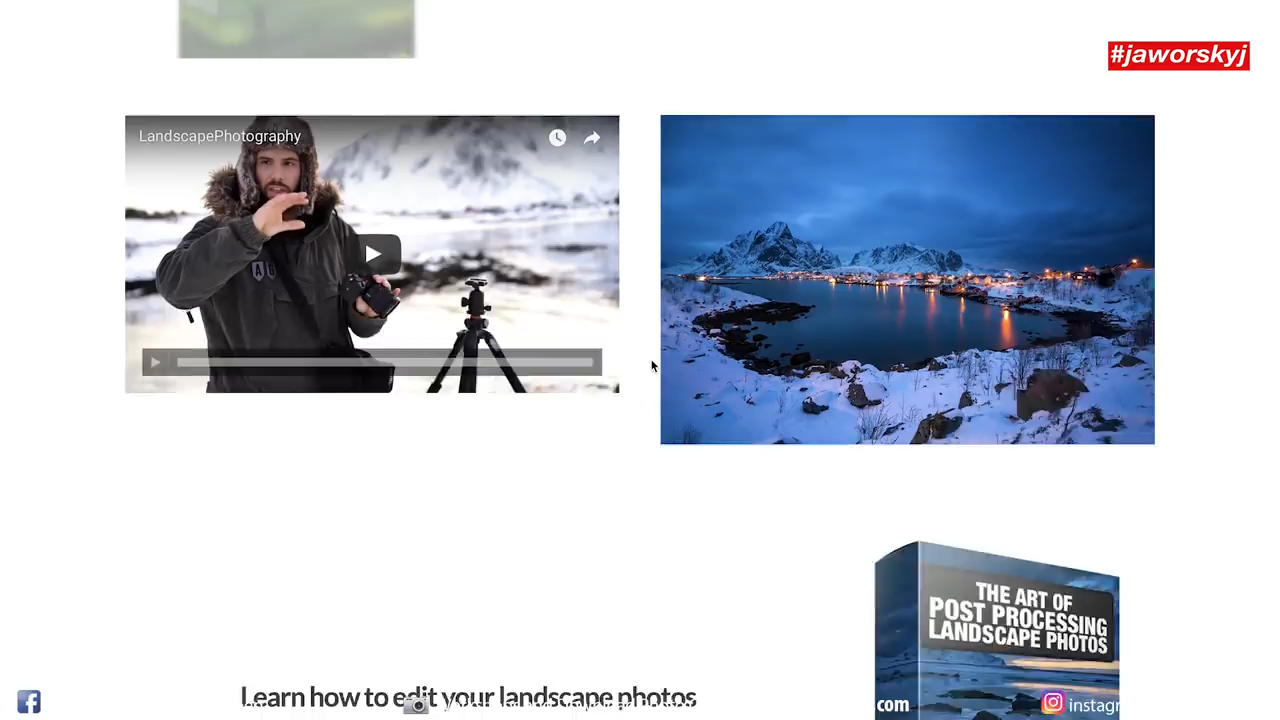 #jaworskyj
LandscapePhotography
THE ART OF
POST PROCESSING
LANDSCAPE PHOTOS
Learn how to edit your landscape photos
com
instagr